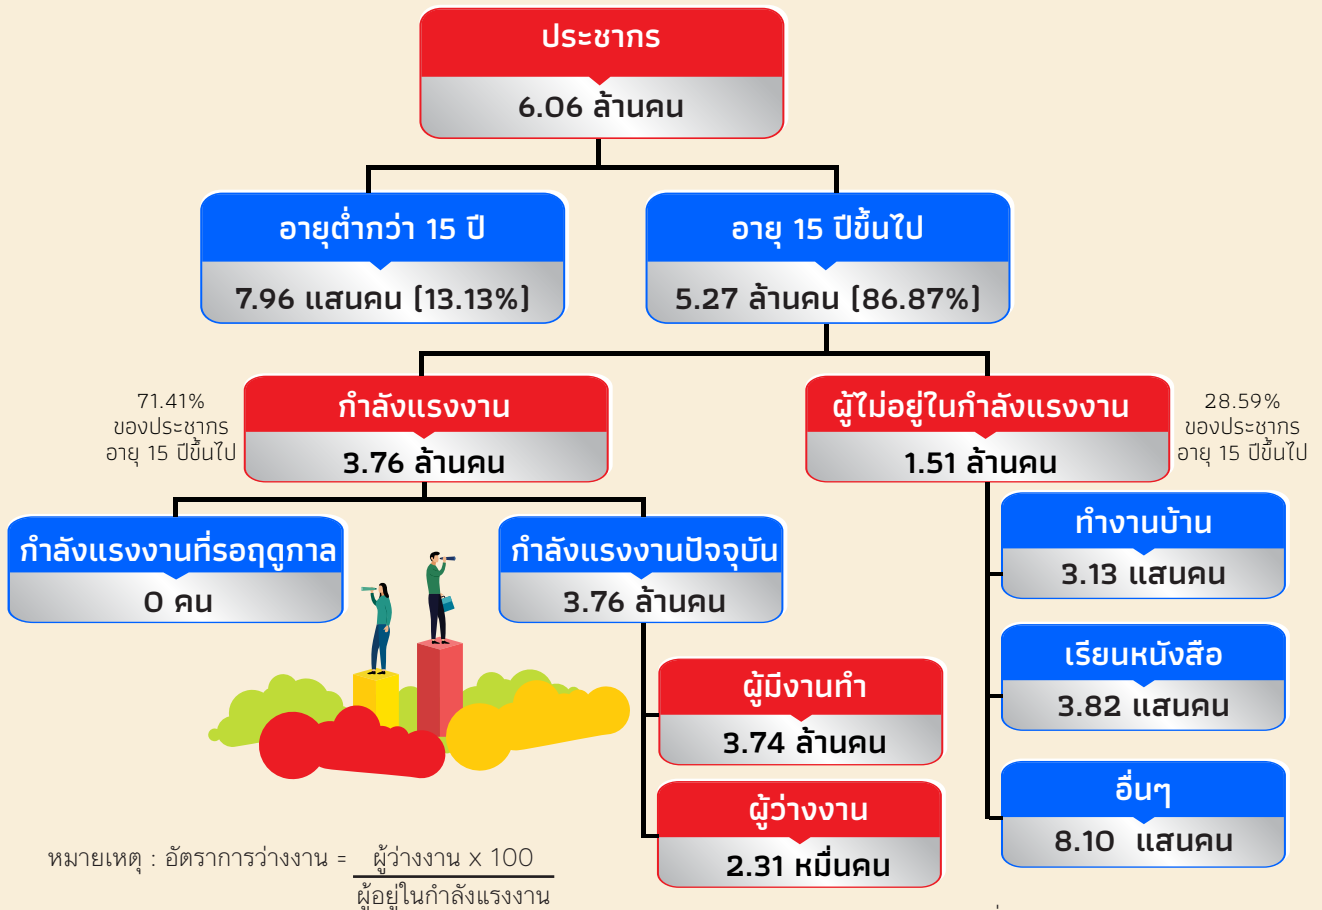 ประชากร
6.06 ล้านคน
อายุต่ำกว่า 15 ปี
7.96 แสนคน (13.13%)
อายุ 15 ปีขึ้นไป
5.27 ล้านคน (86.87%)
71.41%
ของประชากร
อายุ 15 ปีขึ้นไป
กำลังแรงงาน
3.76 ล้านคน
ผู้ไม่อยู่ในกำลังแรงงาน
1.51 ล้านคน
28.59%
ของประชากร
อายุ 15 ปีขึ้นไป
กำลังแรงงานที่รอฤดูกาล
0 คน
กำลังแรงงานปัจจุบัน
3.76 ล้านคน
ทำงานบ้าน
3.13 แสนคน
เรียนหนังสือ
3.82 แสนคน
ผู้มีงานทำ
3.74 ล้านคน
อื่นๆ
8.10 แสนคน
ผู้ว่างงาน
2.31 หมื่นคน
หมายเหตุ : อัตราการว่างงาน = ผู้ว่างงาน x 100
ผู้อยู่ในกำลังแรงงาน